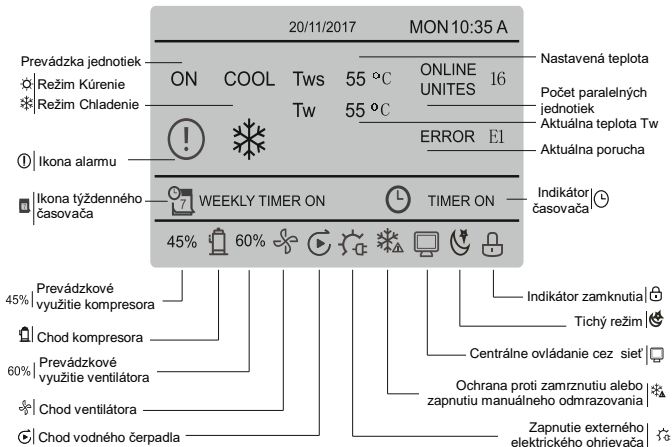 20/11/2017 MON 10:35 A
ON COOL Tws 55 °C ONLINE UNITES 16
Tw 55 °C
ERROR E1
WEEKLY TIMER ON TIMER ON
45% 60%
Prevádzka jednotiek
Režim Kúrenie
Režim Chladenie
Ikona alarmu
Ikona týždenného
časovača
Nastavená teplota
Počet paralelných
jednotiek
Aktuálna teplota Tw
Aktuálna porucha
Indikátor
časovača
45% Prevádzkové
využitie kompresora
Chod kompresora
60% Prevádzkové
využitie ventilátora
Chod ventilátora
Chod vodného čerpadla
Indikátor zamknutia
Tichý režim
Centrálne ovládanie cez sieť
Ochrana proti zamrznutiu alebo
zapnutiu manuálneho odmrazovania
Zapnutie externého
elektrického ohrievača